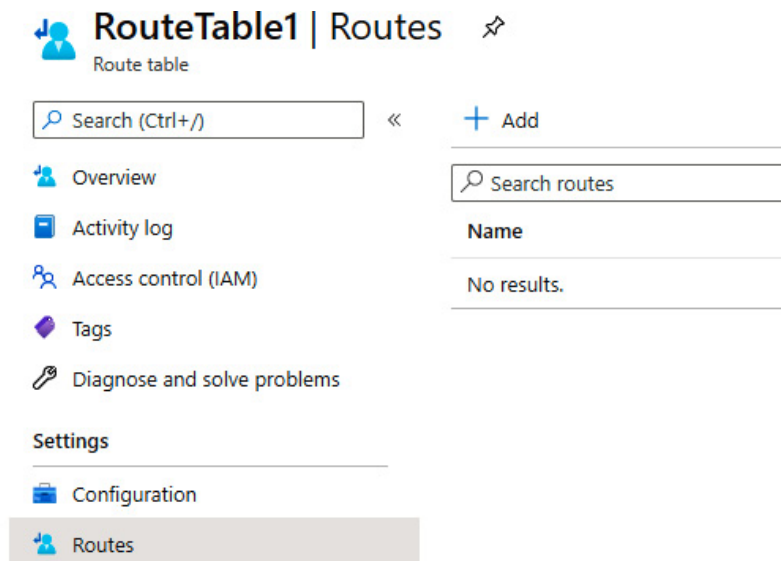 RouteTable1 | Routes
Route table
Search (Ctrl+/)
«
Overview
Activity log
Access control (IAM)
Tags
Diagnose and solve problems
Settings
Configuration
Routes
+ Add
Search routes
Name
No results.